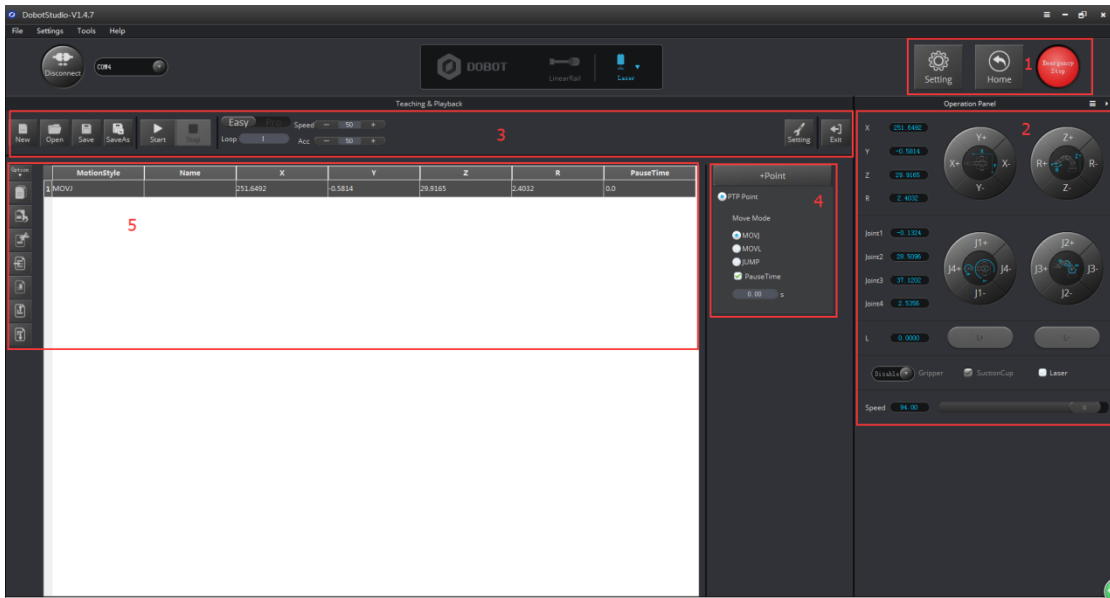 DobotStudio-V1.4.7
File Settings Tools Help
Disconnect COM4 DOBOT LinearRail Laser Setting Home 1 Emergency Stop
Teaching & Playback
Operation Panel
New Open Save SaveAs Start Stop Easy Pro Speed - 50 + 3 Setting Exit
Loop 1 Acc - 50 +
Option MotionStyle Name X Y Z R PauseTime
1 MOVJ 251.6492 -0.5814 29.9165 2.4032 0.0
5
+Point
4
PTP Point
Move Mode
MOVJ
MOVL
JUMP
PauseTime
0.00 s
2
X 251.6492
Y -0.5814
Z 29.9165
R 2.4032
Y+ X+ X- Y-
Z+ R+ R- Z-
Joint1 -0.1324
Joint2 28.5096
Joint3 37.1202
Joint4 2.5356
J1+ J4+ J4- J1-
J2+ J3+ J3- J2-
L 0.0000 L+ L-
Disable Gripper SuctionCup Laser
Speed 94.00